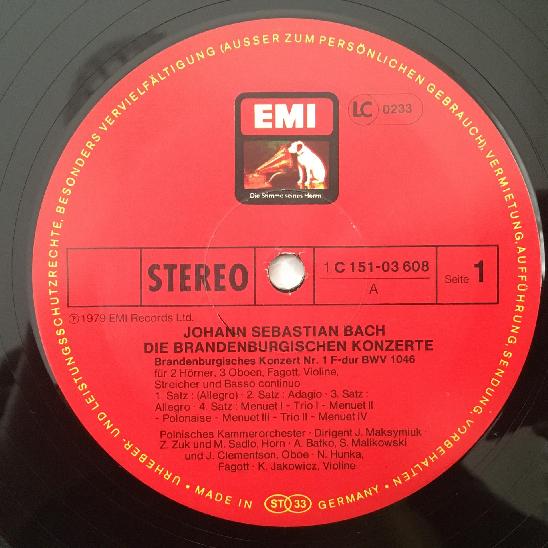 URHEBER- UND LEISTUNGSSCHUTZRECHTE, BESONDERS VERVIELFÄLTIGUNG (AUSSER ZUM PERSÖNLICHEN GEBRAUCH), VERMIETUNG, AUFFÜHRUNG, SENDUNG, VORBEHALTEN •
EMI
LC 0233
Die Stimme seines Herrn
STEREO
1 C 151-03 608
A
Seite 1
Ⓟ 1979 EMI Records Ltd.
JOHANN SEBASTIAN BACH
DIE BRANDENBURGISCHEN KONZERTE
Brandenburgisches Konzert Nr. 1 F-dur BWV 1046
für 2 Hörner, 3 Oboen, Fagott, Violine,
Streicher und Basso continuo
1. Satz : (Allegro) · 2. Satz : Adagio · 3. Satz :
Allegro · 4. Satz : Menuet I - Trio I - Menuet II
- Polonaise - Menuet III - Trio II - Menuet IV
Polnisches Kammerorchester · Dirigent J. Maksymiuk ·
Z. Zuk und M. Sadlo, Horn · A. Batko, S. Malikowski
und J. Clementson, Oboe · N. Hunka,
Fagott · K. Jakowicz, Violine
• MADE IN ST 33 GERMANY •